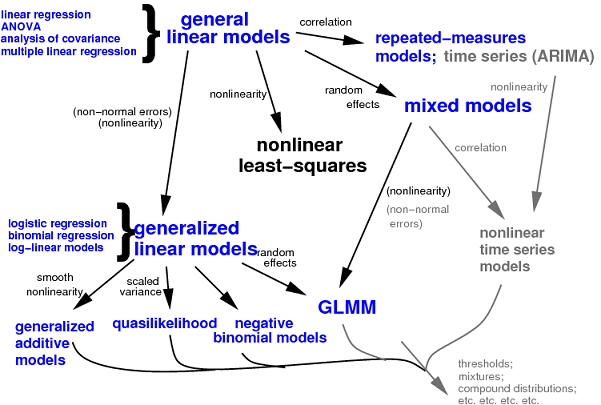 linear regression
ANOVA
analysis of covariance
multiple linear regression
general
linear models
correlation
repeated-measures
models; time series (ARIMA)
nonlinearity
random
effects
nonlinearity
mixed models
(non-normal errors)
(nonlinearity)
nonlinear
least-squares
correlation
(nonlinearity)
(non-normal
errors)
logistic regression
binomial regression
log-linear models
generalized
linear models
random
effects
nonlinear
time series
models
smooth
nonlinearity
scaled
variance
GLMM
generalized
additive
models
quasilikelihood
negative
binomial models
thresholds;
mixtures;
compound distributions;
etc. etc. etc. etc.